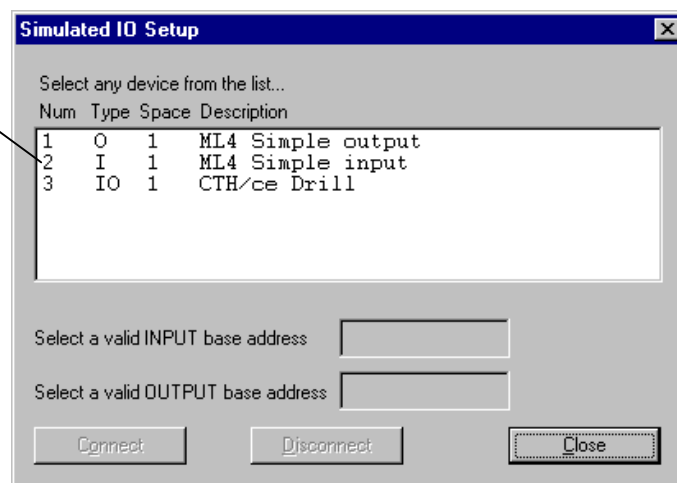 Simulated IO Setup
Select any device from the list...
Num Type Space Description
1 O 1 ML4 Simple output
2 I 1 ML4 Simple input
3 IO 1 CTH/ce Drill
Select a valid INPUT base address
Select a valid OUTPUT base address
Connect Disconnect Close